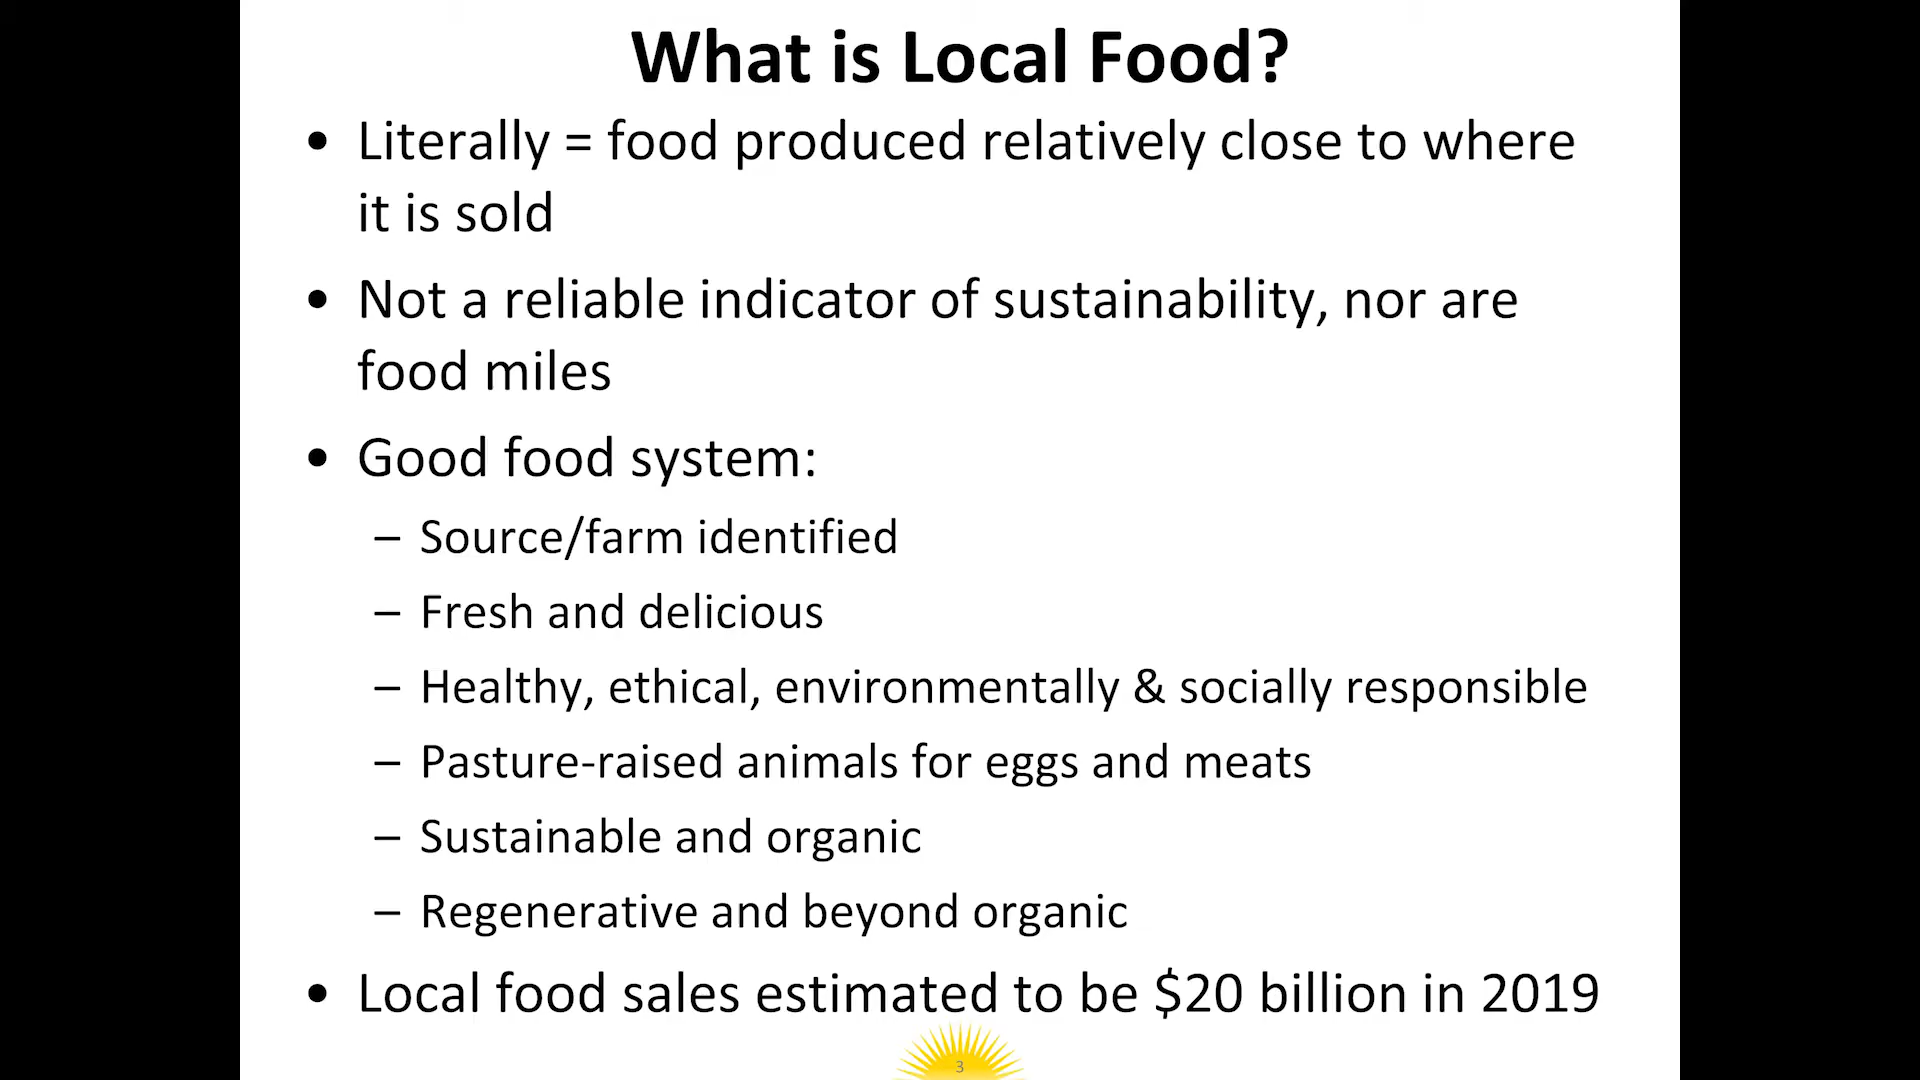 What is Local Food?
• Literally = food produced relatively close to where
it is sold
• Not a reliable indicator of sustainability, nor are
food miles
• Good food system:
– Source/farm identified
– Fresh and delicious
– Healthy, ethical, environmentally & socially responsible
– Pasture-raised animals for eggs and meats
– Sustainable and organic
– Regenerative and beyond organic
• Local food sales estimated to be $20 billion in 2019
3